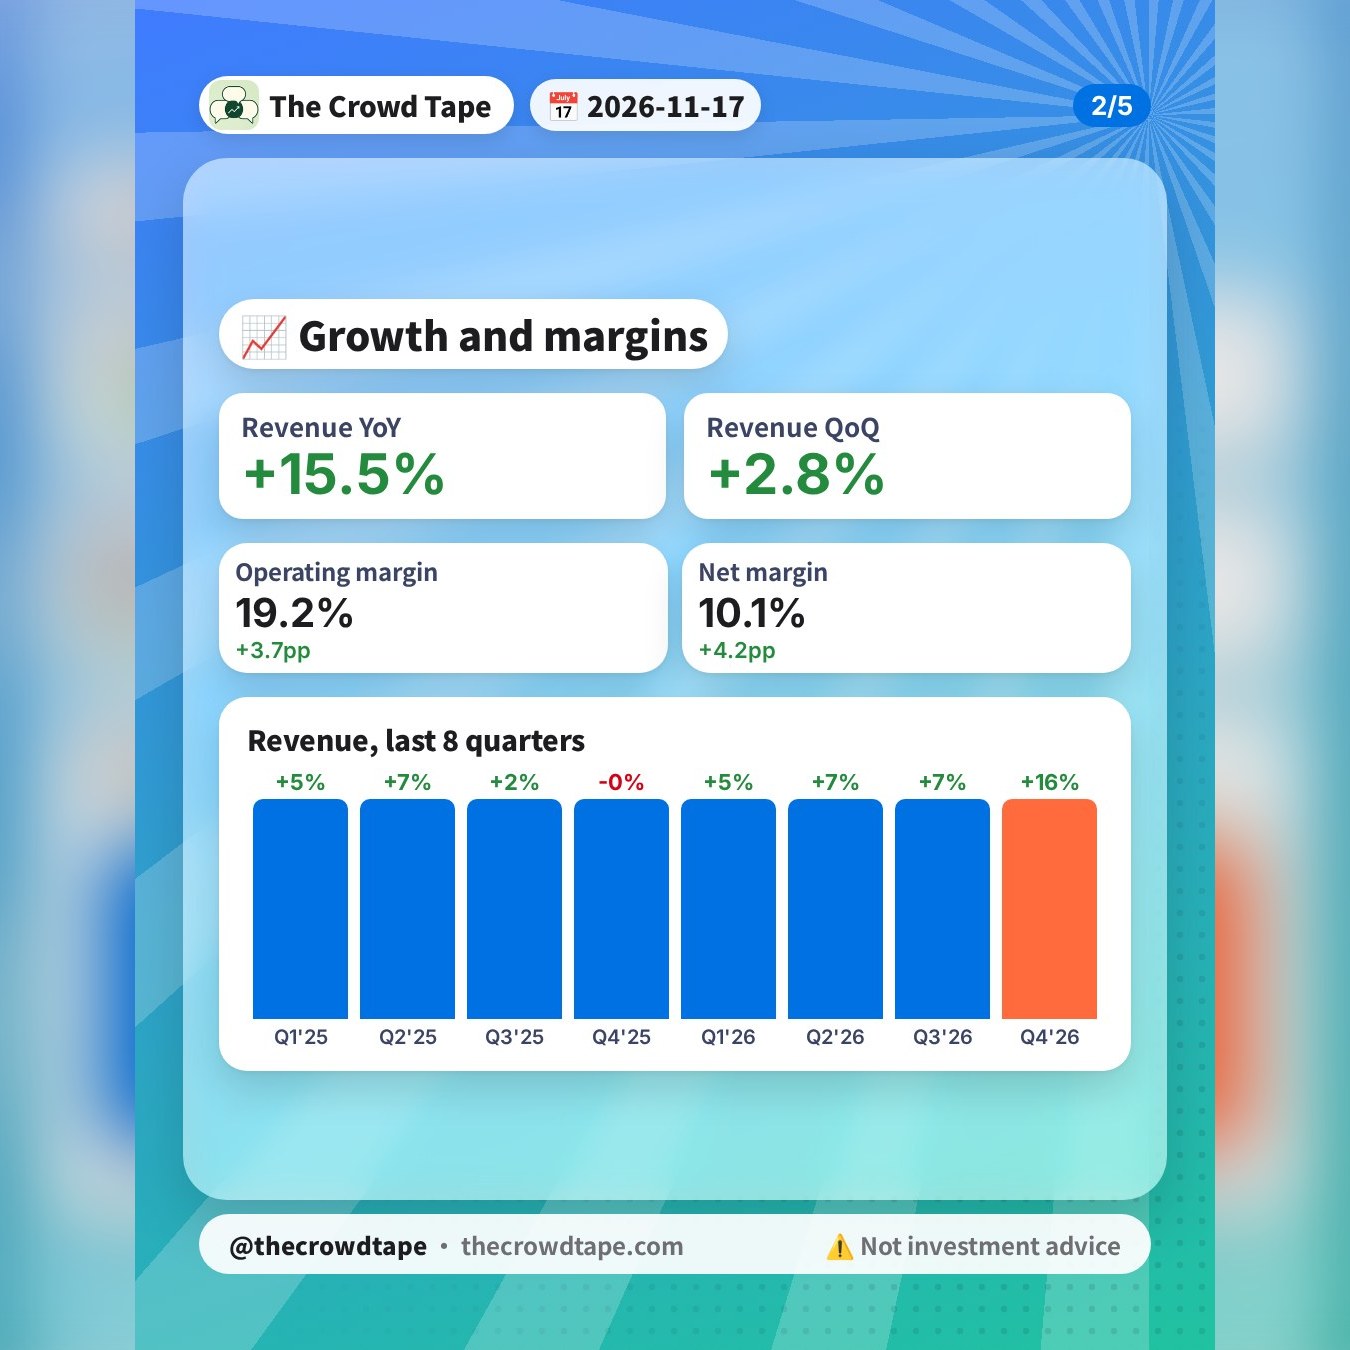 The Crowd Tape
2026-11-17
2/5
Growth and margins
Revenue YoY
+15.5%
Revenue QoQ
+2.8%
Operating margin
19.2%
+3.7pp
Net margin
10.1%
+4.2pp
Revenue, last 8 quarters
+5% +7% +2% -0% +5% +7% +7% +16%
Q1'25 Q2'25 Q3'25 Q4'25 Q1'26 Q2'26 Q3'26 Q4'26
@thecrowdtape • thecrowdtape.com
⚠️ Not investment advice